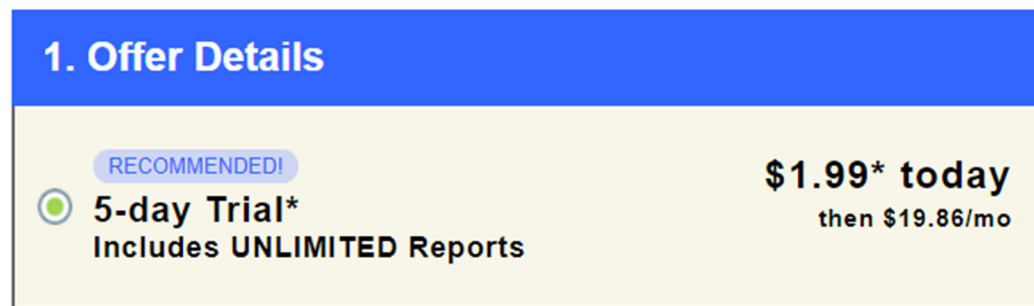 1. Offer Details
RECOMMENDED!
5-day Trial*
Includes UNLIMITED Reports
$1.99* today
then $19.86/mo